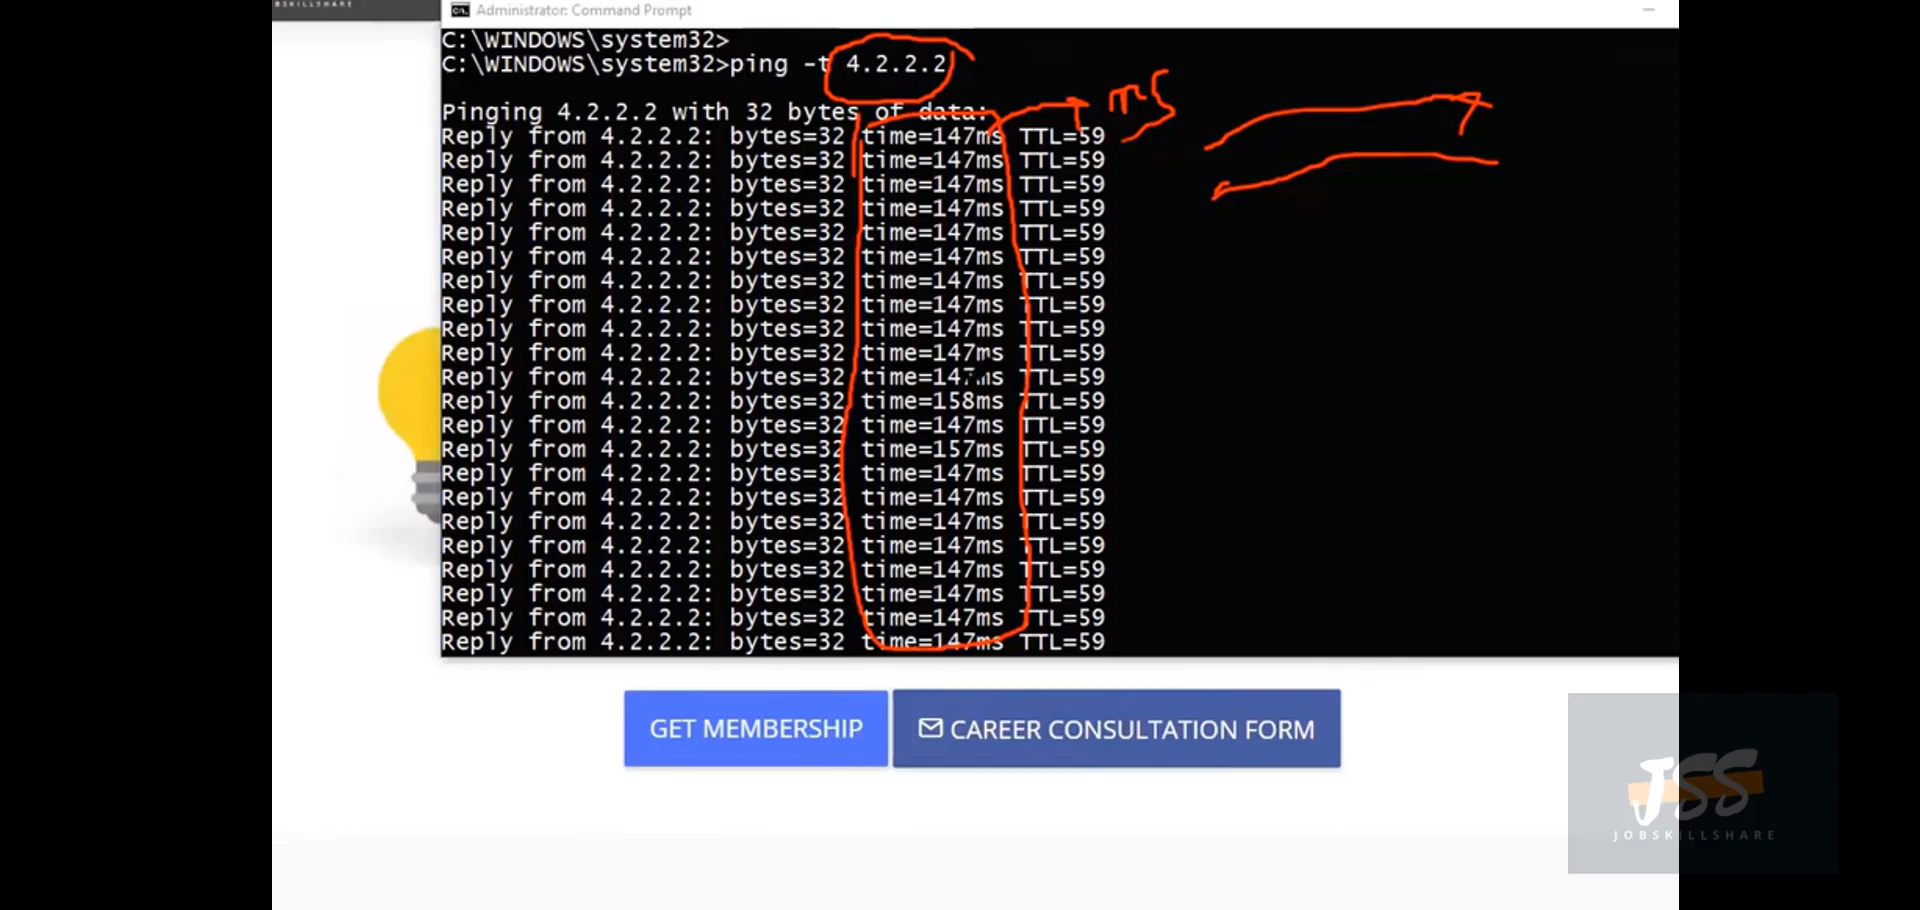 OBSKILLSHARE
Administrator: Command Prompt
C:\WINDOWS\system32>
C:\WINDOWS\system32>ping -t 4.2.2.2
ms
Pinging 4.2.2.2 with 32 bytes of data:
Reply from 4.2.2.2: bytes=32 time=147ms TTL=59
Reply from 4.2.2.2: bytes=32 time=147ms TTL=59
Reply from 4.2.2.2: bytes=32 time=147ms TTL=59
Reply from 4.2.2.2: bytes=32 time=147ms TTL=59
Reply from 4.2.2.2: bytes=32 time=147ms TTL=59
Reply from 4.2.2.2: bytes=32 time=147ms TTL=59
Reply from 4.2.2.2: bytes=32 time=147ms TTL=59
Reply from 4.2.2.2: bytes=32 time=147ms TTL=59
Reply from 4.2.2.2: bytes=32 time=147ms TTL=59
Reply from 4.2.2.2: bytes=32 time=147ms TTL=59
Reply from 4.2.2.2: bytes=32 time=147ms TTL=59
Reply from 4.2.2.2: bytes=32 time=158ms TTL=59
Reply from 4.2.2.2: bytes=32 time=147ms TTL=59
Reply from 4.2.2.2: bytes=32 time=157ms TTL=59
Reply from 4.2.2.2: bytes=32 time=147ms TTL=59
Reply from 4.2.2.2: bytes=32 time=147ms TTL=59
Reply from 4.2.2.2: bytes=32 time=147ms TTL=59
Reply from 4.2.2.2: bytes=32 time=147ms TTL=59
Reply from 4.2.2.2: bytes=32 time=147ms TTL=59
Reply from 4.2.2.2: bytes=32 time=147ms TTL=59
Reply from 4.2.2.2: bytes=32 time=147ms TTL=59
Reply from 4.2.2.2: bytes=32 time=147ms TTL=59
GET MEMBERSHIP
CAREER CONSULTATION FORM
JSS
JOBSKILLSHARE